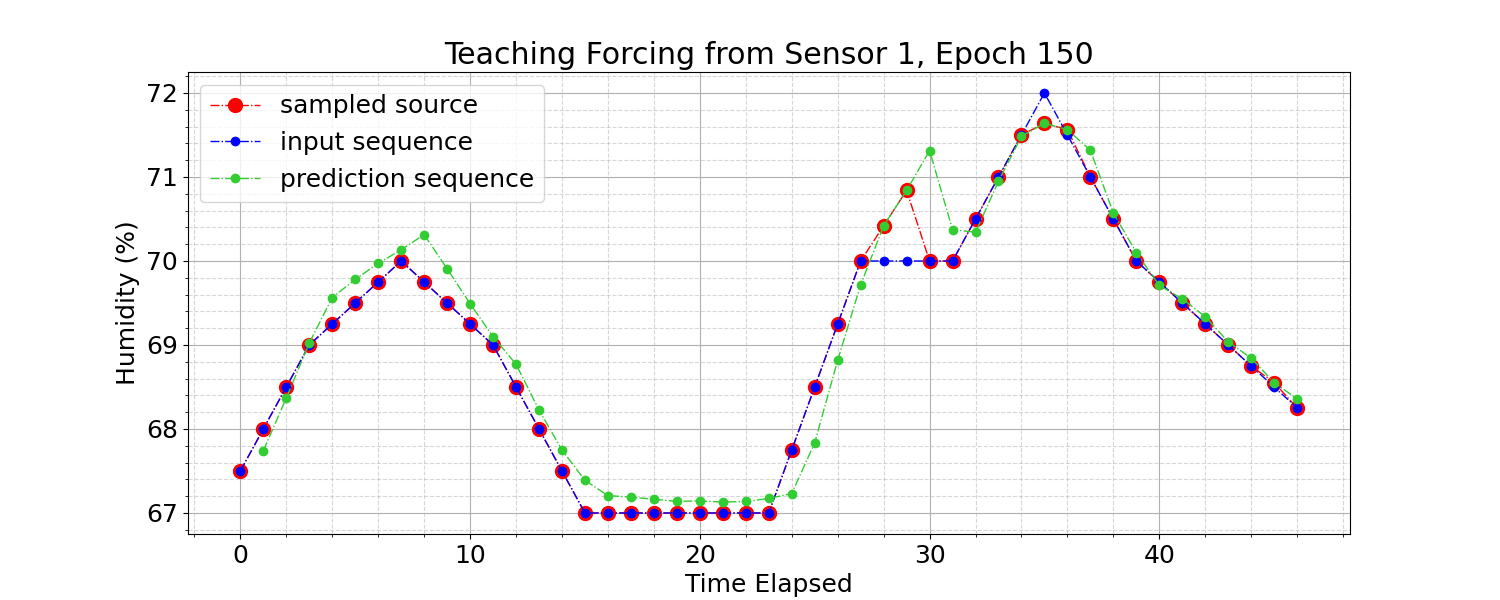 Teaching Forcing from Sensor 1, Epoch 150
sampled source
input sequence
prediction sequence
Humidity (%)
72
71
70
69
68
67
0 10 20 30 40
Time Elapsed